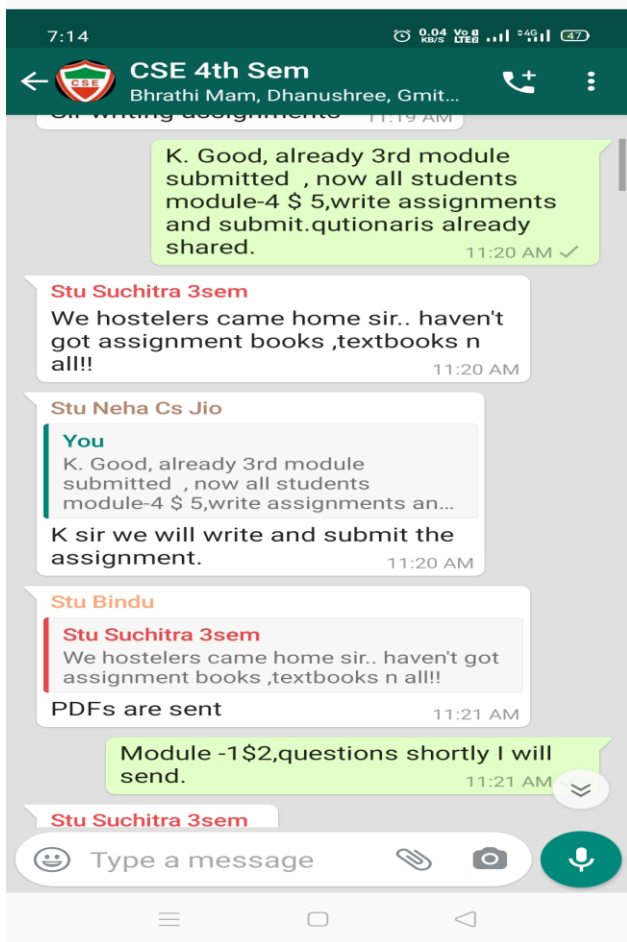 7:14
0.04 KB/S Vo LTE 4G 47
CSE
CSE 4th Sem
Bhrathi Mam, Dhanushree, Gmit...
Sir writing assignments 11:19 AM
K. Good, already 3rd module
submitted , now all students
module-4 $ 5,write assignments
and submit.qutionaris already
shared.
11:20 AM
Stu Suchitra 3sem
We hostelers came home sir.. haven't
got assignment books ,textbooks n
all!!
11:20 AM
Stu Neha Cs Jio
You
K. Good, already 3rd module
submitted , now all students
module-4 $ 5,write assignments an...
K sir we will write and submit the
assignment.
11:20 AM
Stu Bindu
Stu Suchitra 3sem
We hostelers came home sir.. haven't got
assignment books ,textbooks n all!!
PDFs are sent
11:21 AM
Module -1$2,questions shortly I will
send.
11:21 AM
Stu Suchitra 3sem
Type a message